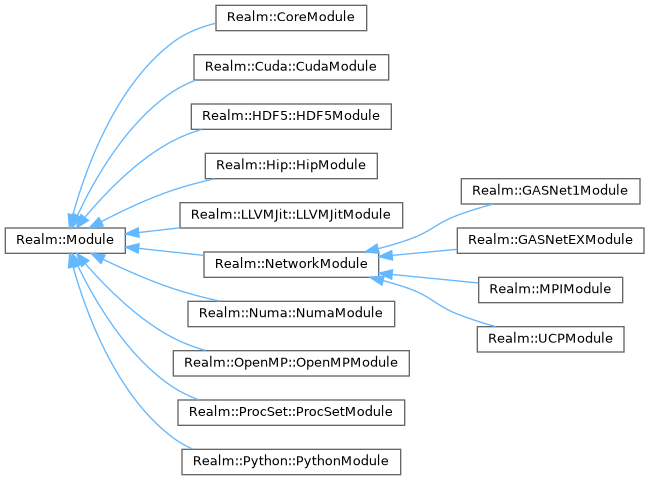 Realm::CoreModule
Realm::Cuda::CudaModule
Realm::HDF5::HDF5Module
Realm::Hip::HipModule
Realm::GASNet1Module
Realm::LLVMJit::LLVMJitModule
Realm::Module
Realm::GASNetEXModule
Realm::NetworkModule
Realm::MPIModule
Realm::Numa::NumaModule
Realm::UCPModule
Realm::OpenMP::OpenMPModule
Realm::ProcSet::ProcSetModule
Realm::Python::PythonModule